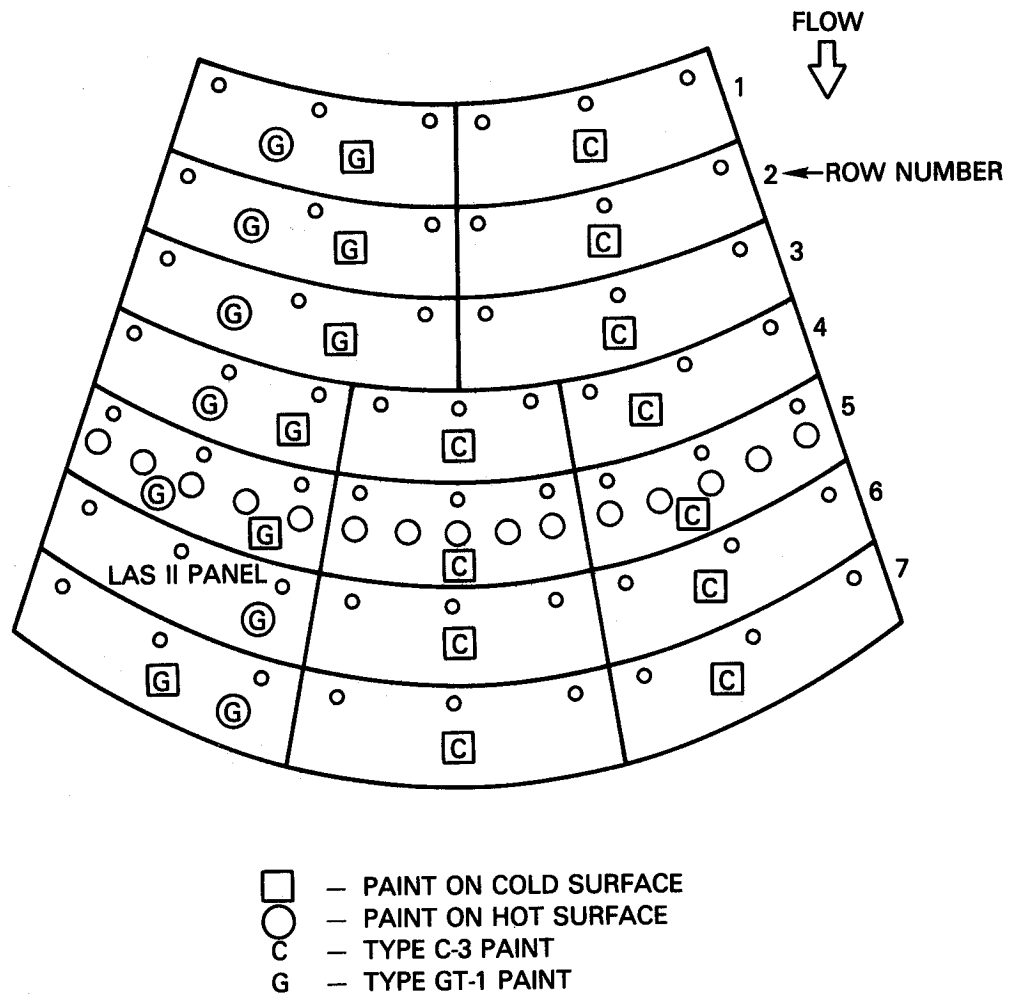 FLOW
1
G G C
2 ROW NUMBER
G G C
3
G G C
4
G G C C
5
G G C C
6
LAS II PANEL
G C C
7
G G C C
□ — PAINT ON COLD SURFACE
○ — PAINT ON HOT SURFACE
C — TYPE C-3 PAINT
G — TYPE GT-1 PAINT